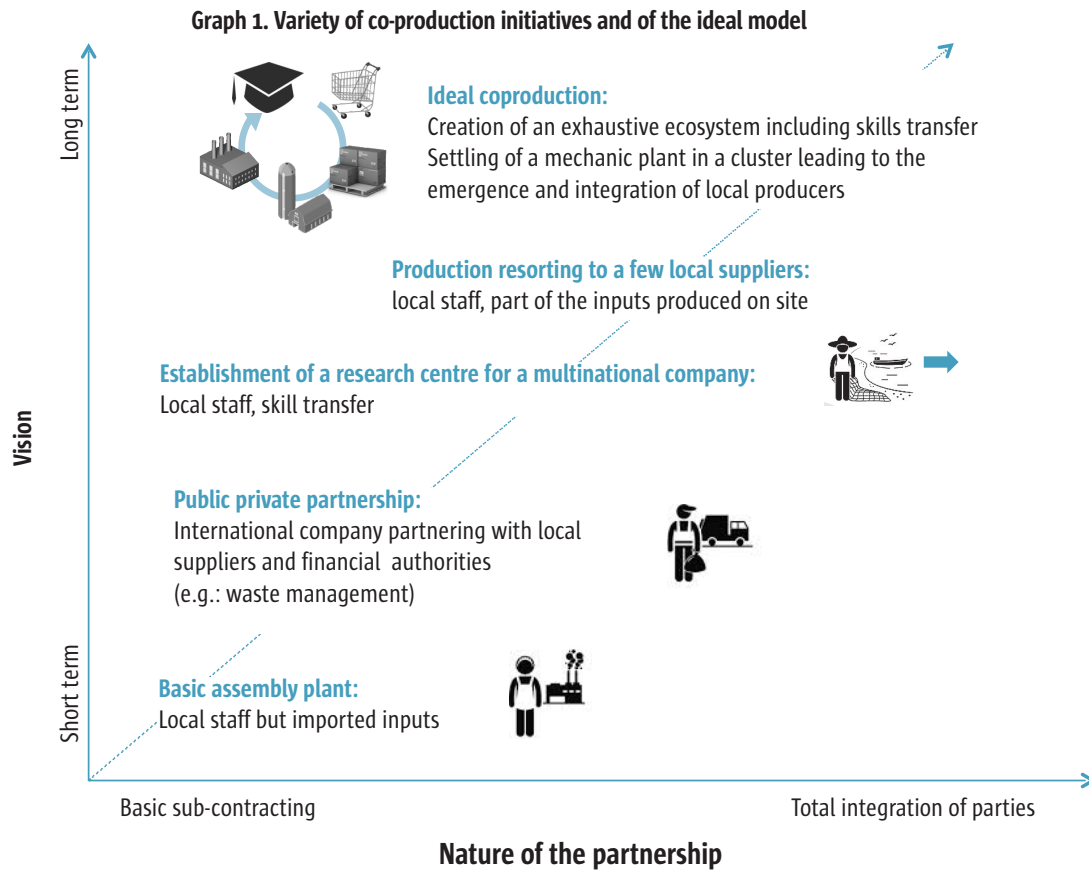 Graph 1. Variety of co-production initiatives and of the ideal model
Long term
Ideal coproduction:
Creation of an exhaustive ecosystem including skills transfer
Settling of a mechanic plant in a cluster leading to the
emergence and integration of local producers
Production resorting to a few local suppliers:
local staff, part of the inputs produced on site
Establishment of a research centre for a multinational company:
Local staff, skill transfer
Vision
Public private partnership:
International company partnering with local
suppliers and financial authorities
(e.g.: waste management)
Short term
Basic assembly plant:
Local staff but imported inputs
Basic sub-contracting
Total integration of parties
Nature of the partnership